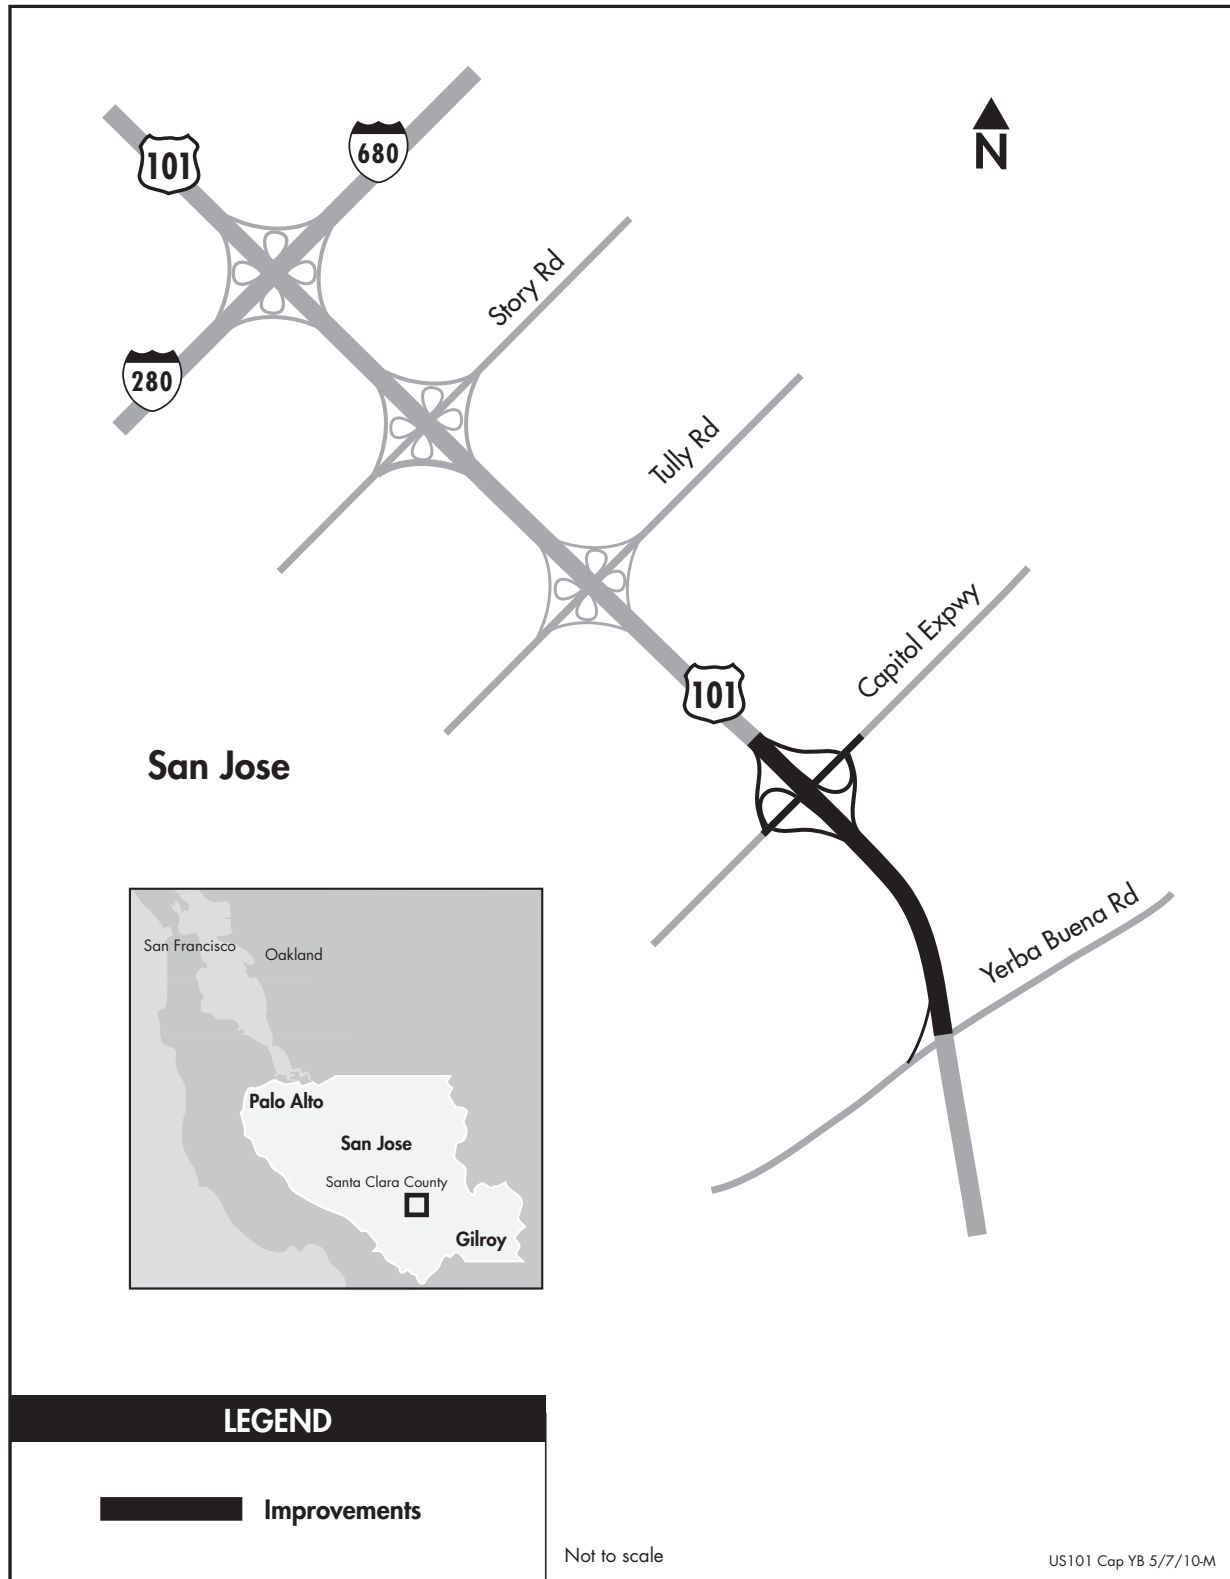 101
680
N
Story Rd
280
Tully Rd
Capitol Expwy
101
San Jose
Yerba Buena Rd
San Francisco
Oakland
Palo Alto
San Jose
Santa Clara County
Gilroy
LEGEND
Improvements
Not to scale
US101 Cap YB 5/7/10-M